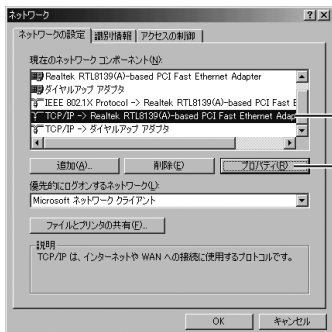 ネットワーク
ネットワークの設定 識別情報 アクセスの制御
現在のネットワーク コンポーネント(N):
Realtek RTL8139(A)-based PCI Fast Ethernet Adapter
ダイヤルアップ アダプタ
IEEE 802.1X Protocol -> Realtek RTL8139(A)-based PCI Fast E
TCP/IP -> Realtek RTL8139(A)-based PCI Fast Ethernet Adap
TCP/IP -> ダイヤルアップ アダプタ
追加(A)... 削除(E) プロパティ(R)
優先的にログオンするネットワーク(L):
Microsoft ネットワーク クライアント
ファイルとプリンタの共有(F)...
説明
TCP/IP は、インターネットや WAN への接続に使用するプロトコルです。
OK キャンセル